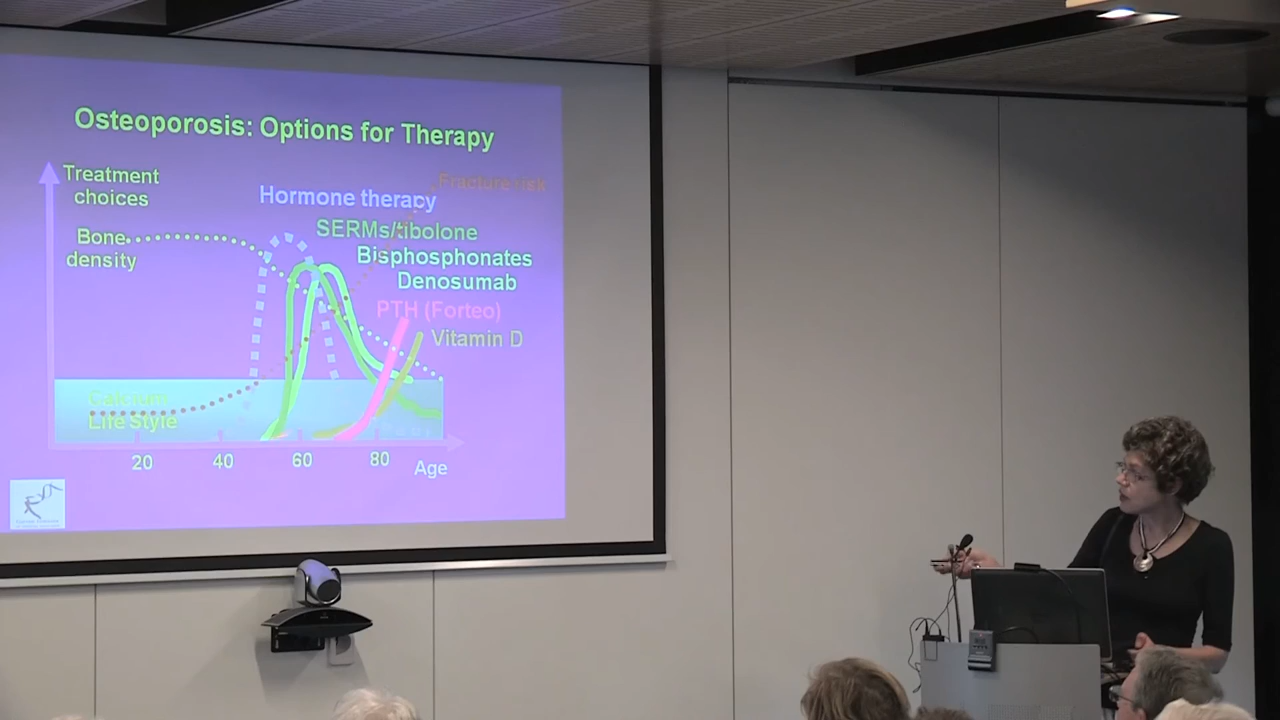 Osteoporosis: Options for Therapy
Treatment
choices
Fracture risk
Hormone therapy
SERMs/tibolone
Bone
density
Bisphosphonates
Denosumab
PTH (Forteo)
Vitamin D
Calcium
Life Style
20 40 60 80 Age